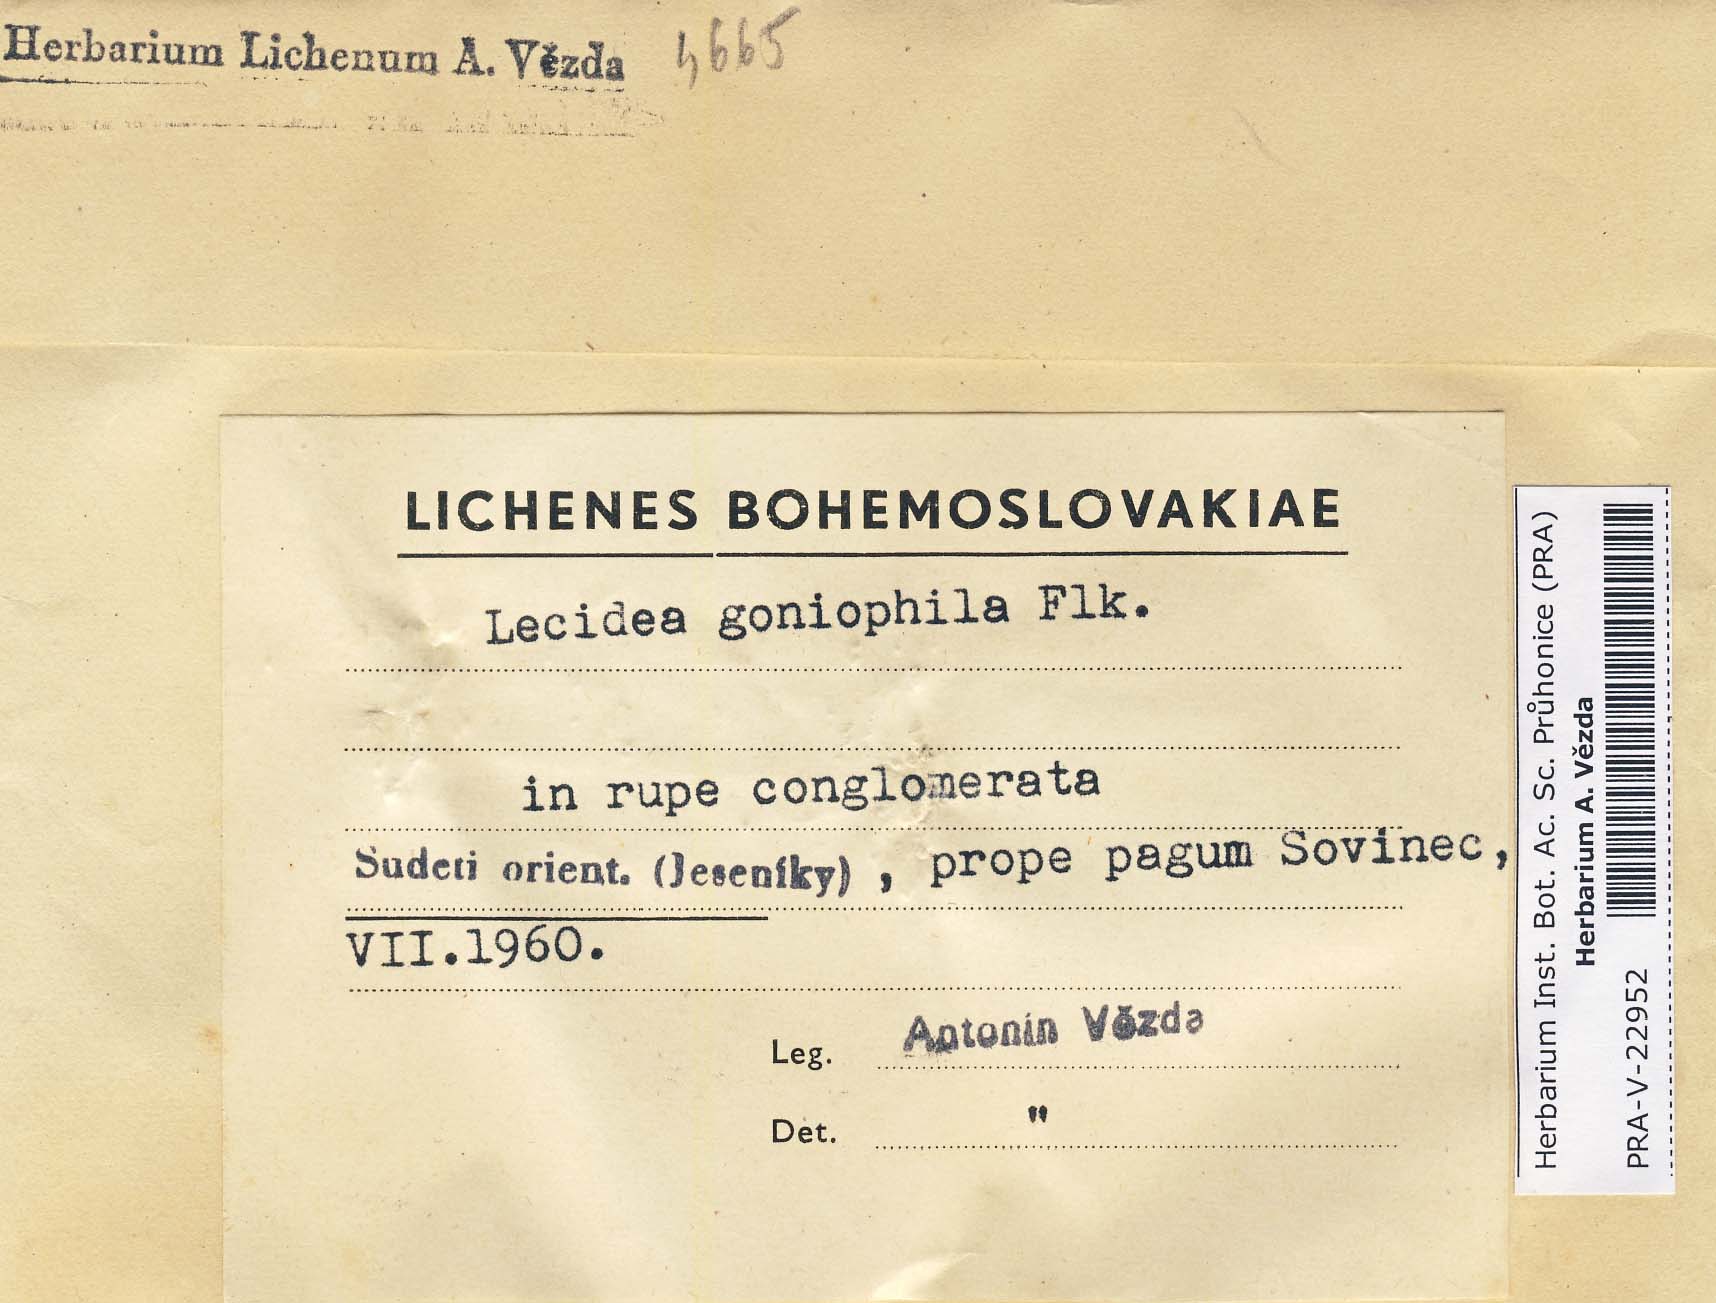 Herbarium Lichenum A. Vězda 4665
LICHENES BOHEMOSLOVAKIAE
Lecidea goniophila Flk.
in rupe conglomerata
Sudeti orient. (Jeseníky), prope pagum Sovinec,
VII.1960.
Leg. Antonín Vězda
Det. "
Herbarium Inst. Bot. Ac. Sc. Průhonice (PRA)
Herbarium A. Vězda
PRA-V-22952